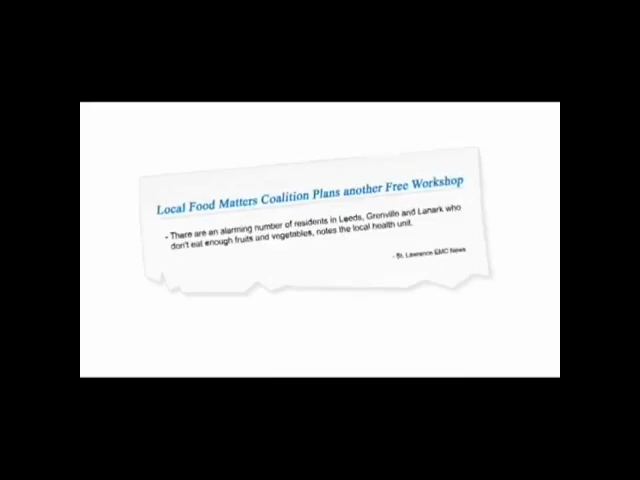 Local Food Matters Coalition Plans another Free Workshop
- There are an alarming number of residents in Leeds, Grenville and Lanark who
don't eat enough fruits and vegetables, notes the local health unit.
- St. Lawrence EMC News